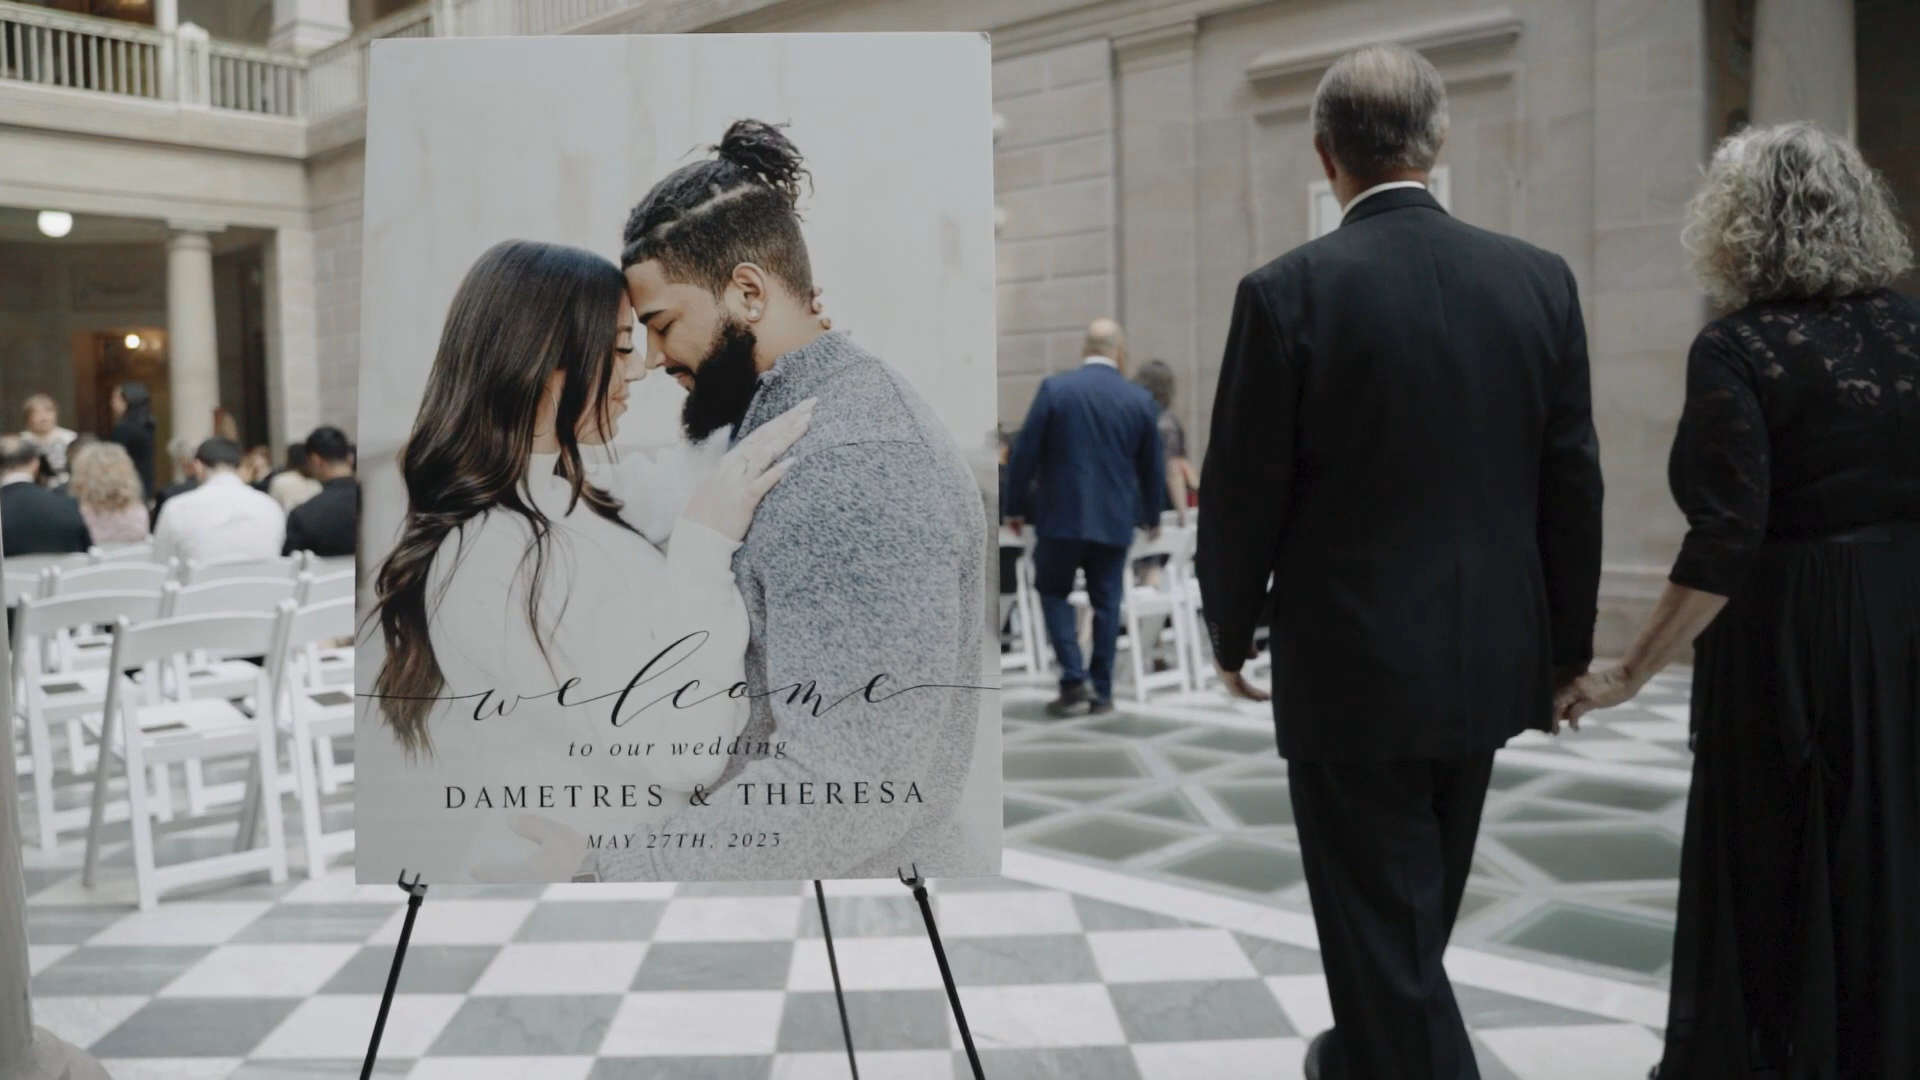 welcome
to our wedding
DAMETRES & THERESA
MAY 27TH, 2023